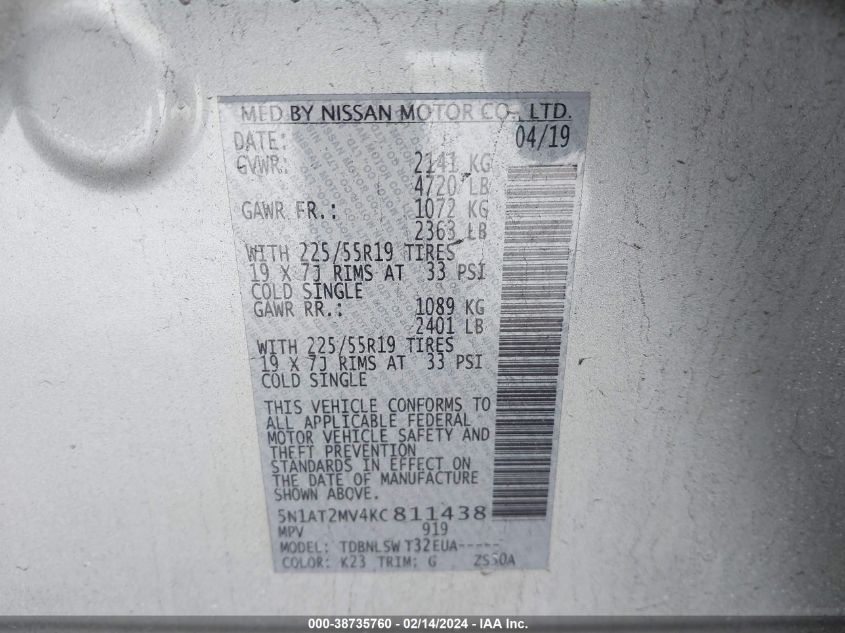 MFD BY NISSAN MOTOR CO., LTD.
DATE: 04/19
GVWR: 2141 KG
4720 LB
GAWR FR.: 1072 KG
2363 LB
WITH 225/55R19 TIRES
19 X 7J RIMS AT 33 PSI
COLD SINGLE
GAWR RR.: 1089 KG
2401 LB
WITH 225/55R19 TIRES
19 X 7J RIMS AT 33 PSI
COLD SINGLE
THIS VEHICLE CONFORMS TO
ALL APPLICABLE FEDERAL
MOTOR VEHICLE SAFETY AND
THEFT PREVENTION
STANDARDS IN EFFECT ON
THE DATE OF MANUFACTURE
SHOWN ABOVE.
5N1AT2MV4KC811438
MPV 919
MODEL: TDBNLSW T32EUA-----
COLOR: K23 TRIM: G
000-38735760 - 02/14/2024 - IAA Inc.